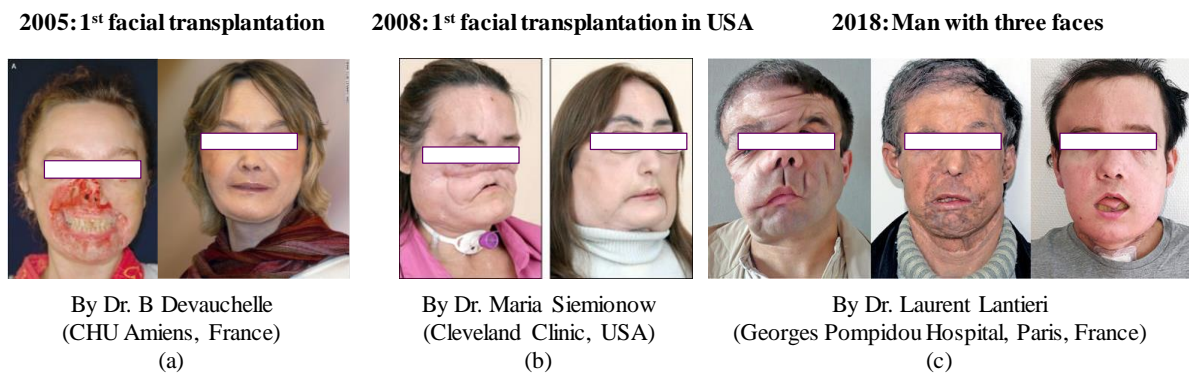 2005: 1st facial transplantation
2008: 1st facial transplantation in USA
2018: Man with three faces
A
By Dr. B Devauchelle
(CHU Amiens, France)
(a)
By Dr. Maria Siemionow
(Cleveland Clinic, USA)
(b)
By Dr. Laurent Lantieri
(Georges Pompidou Hospital, Paris, France)
(c)